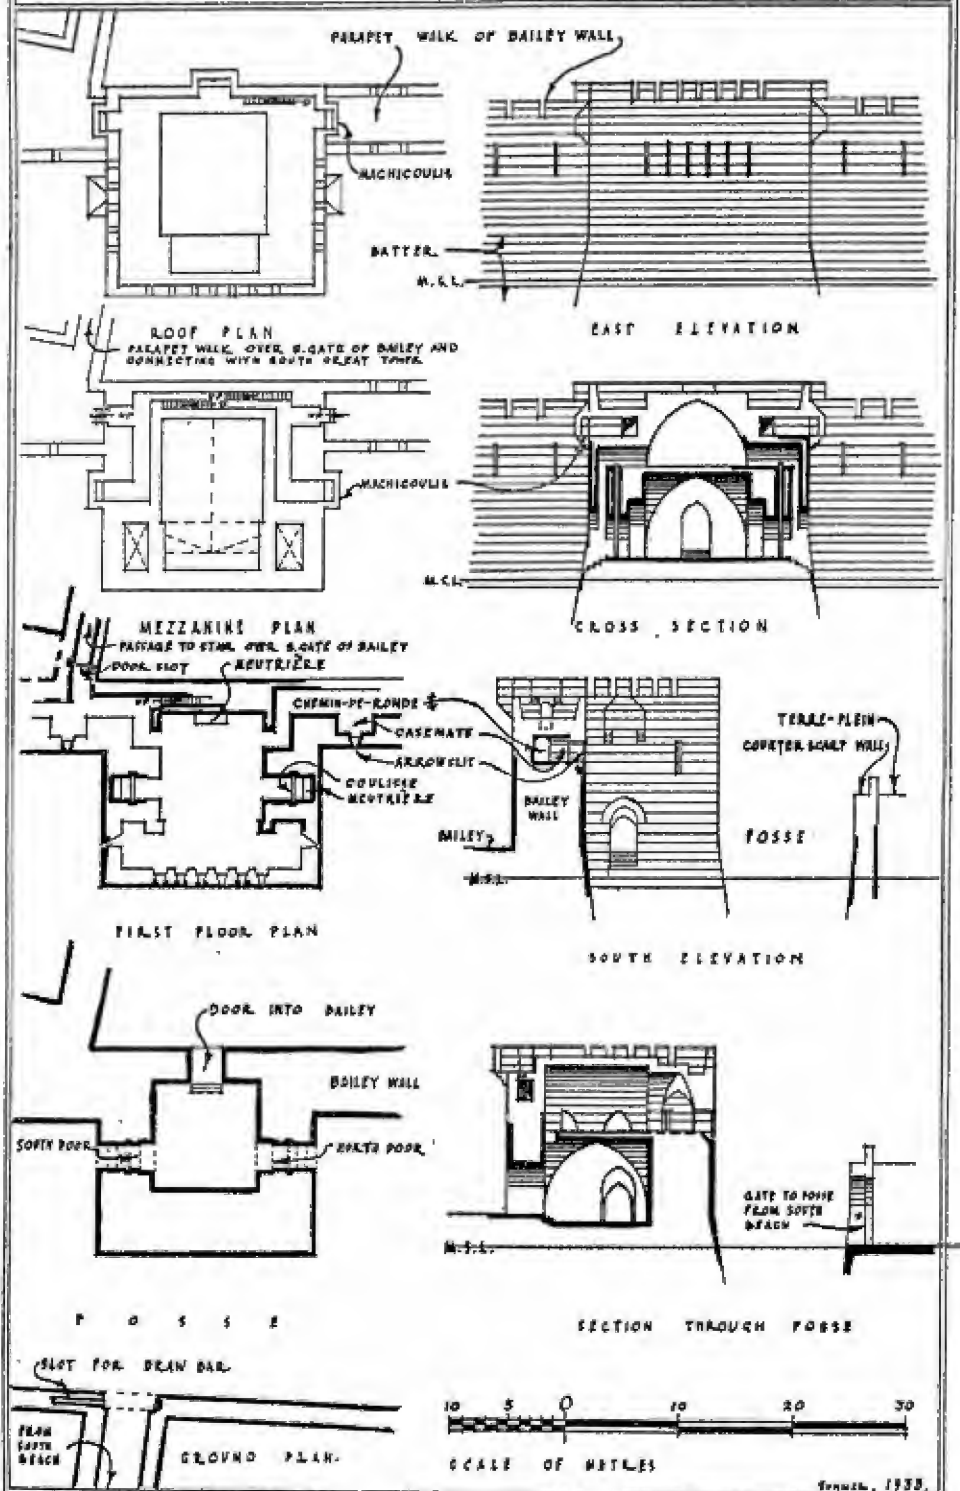 PARAPET WALK OF BAILEY WALL
MACHICOULIS
BATTER
M.S.L.
EAST ELEVATION
ROOF PLAN
PARAPET WALK OVER S.GATE OF BAILEY AND
CONNECTING WITH SOUTH GREAT TOWER
MACHICOULIS
M.S.L.
CROSS SECTION
MEZZANINE PLAN
PASSAGE TO STAIR OVER S.GATE OF BAILEY
DOOR SLOT
MEUTRIÈRE
CHEMIN-DE-RONDE
CASEMATE
ARROWSLIT
COULISSE
MEUTRIÈRE
UP
FIRST FLOOR PLAN
TERRE-PLEIN
COUNTERSCARP WALL
BAILEY
WALL
BAILEY
FOSSE
M.S.L.
SOUTH ELEVATION
DOOR INTO BAILEY
BAILEY WALL
SOUTH DOOR
NORTH DOOR
GATE TO FOSSE
FROM SOUTH
BEACH
M.S.L.
FOSSE
SECTION THROUGH FOSSE
SLOT FOR DRAW BAR
FROM
SOUTH
BEACH
GROUND PLAN.
10 5 0 10 20 30
SCALE OF METRES
1933.